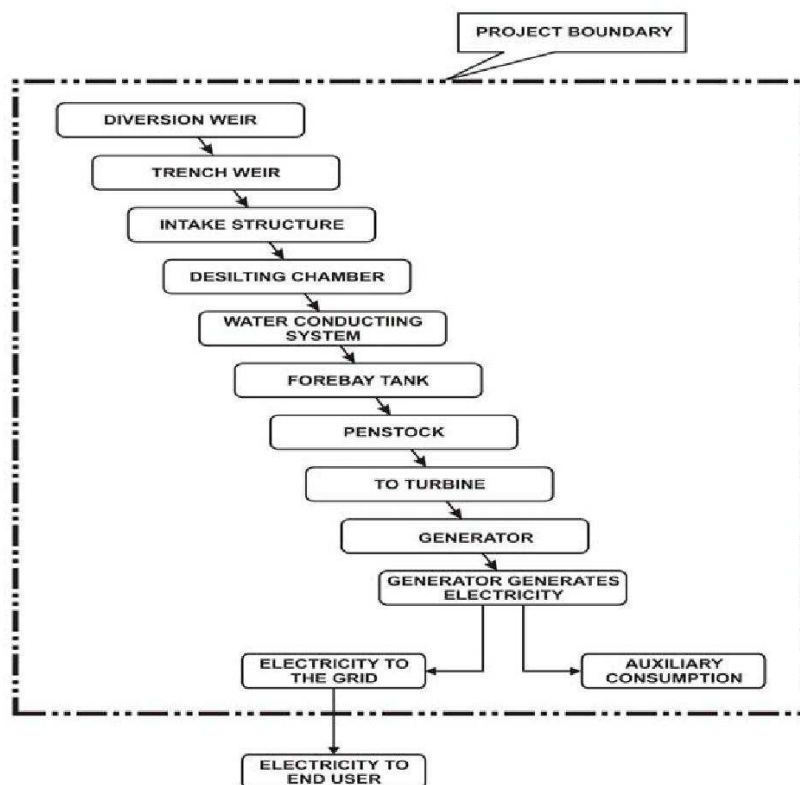 PROJECT BOUNDARY
DIVERSION WEIR
TRENCH WEIR
INTAKE STRUCTURE
DESILTING CHAMBER
WATER CONDUCTIING
SYSTEM
FOREBAY TANK
PENSTOCK
TO TURBINE
GENERATOR
GENERATOR GENERATES
ELECTRICITY
ELECTRICITY TO
THE GRID
AUXILIARY
CONSUMPTION
ELECTRICITY TO
END USER